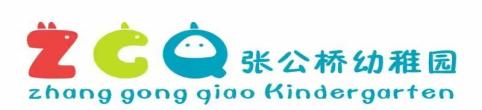 ZGQ 张公桥幼稚园
zhang gong qiao Kindergarten